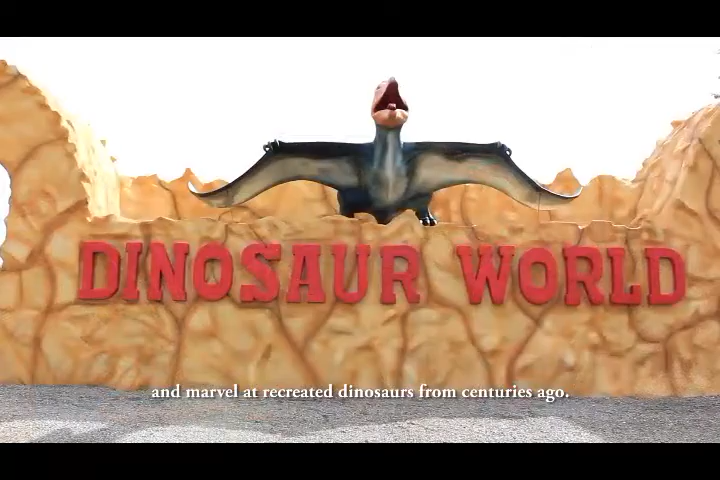 DINOSAUR WORLD
and marvel at recreated dinosaurs from centuries ago.